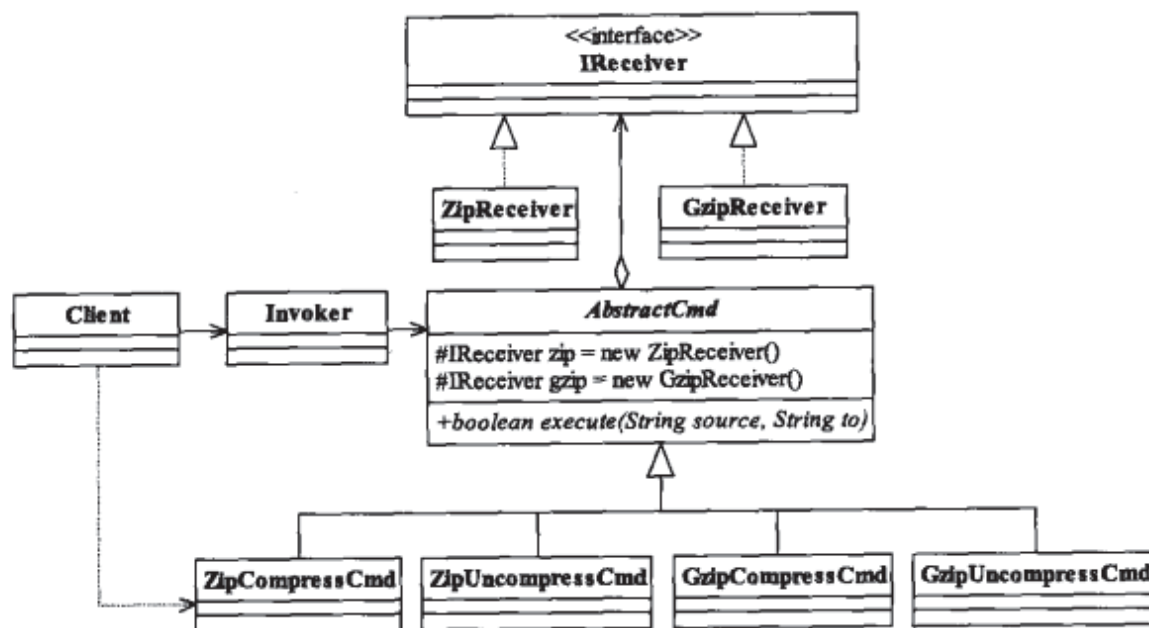 <<interface>>
IReceiver
ZipReceiver
GzipReceiver
Client
Invoker
AbstractCmd
#IReceiver zip = new ZipReceiver()
#IReceiver gzip = new GzipReceiver()
+boolean execute(String source, String to)
ZipCompressCmd
ZipUncompressCmd
GzipCompressCmd
GzipUncompressCmd